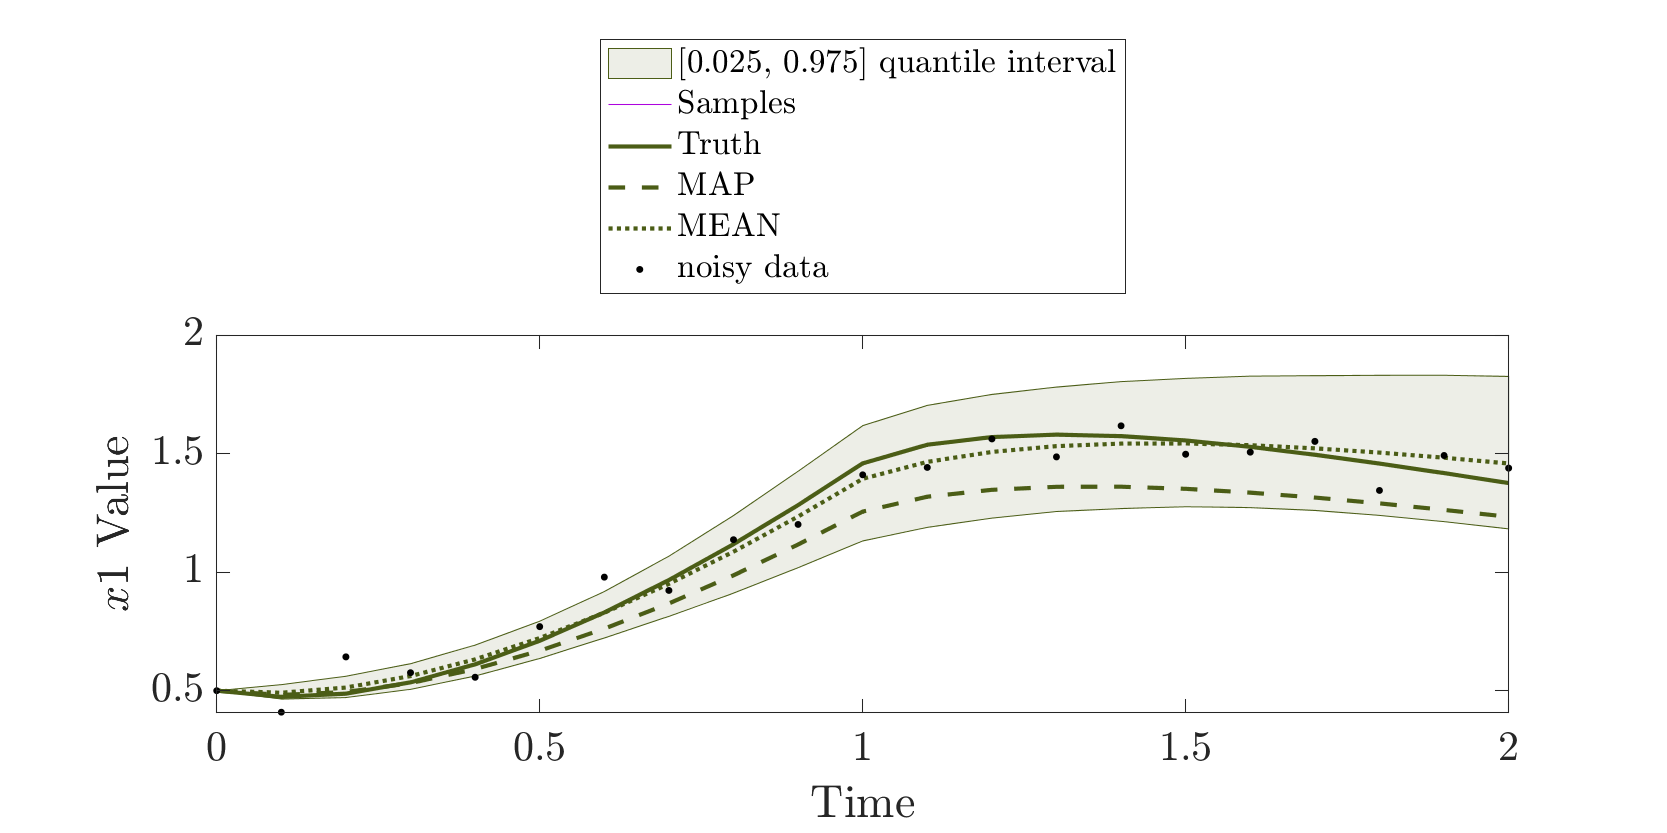 [0.025, 0.975] quantile interval
Samples
Truth
MAP
MEAN
noisy data
2
1.5
1
0.5
x1 Value
0 0.5 1 1.5 2
Time